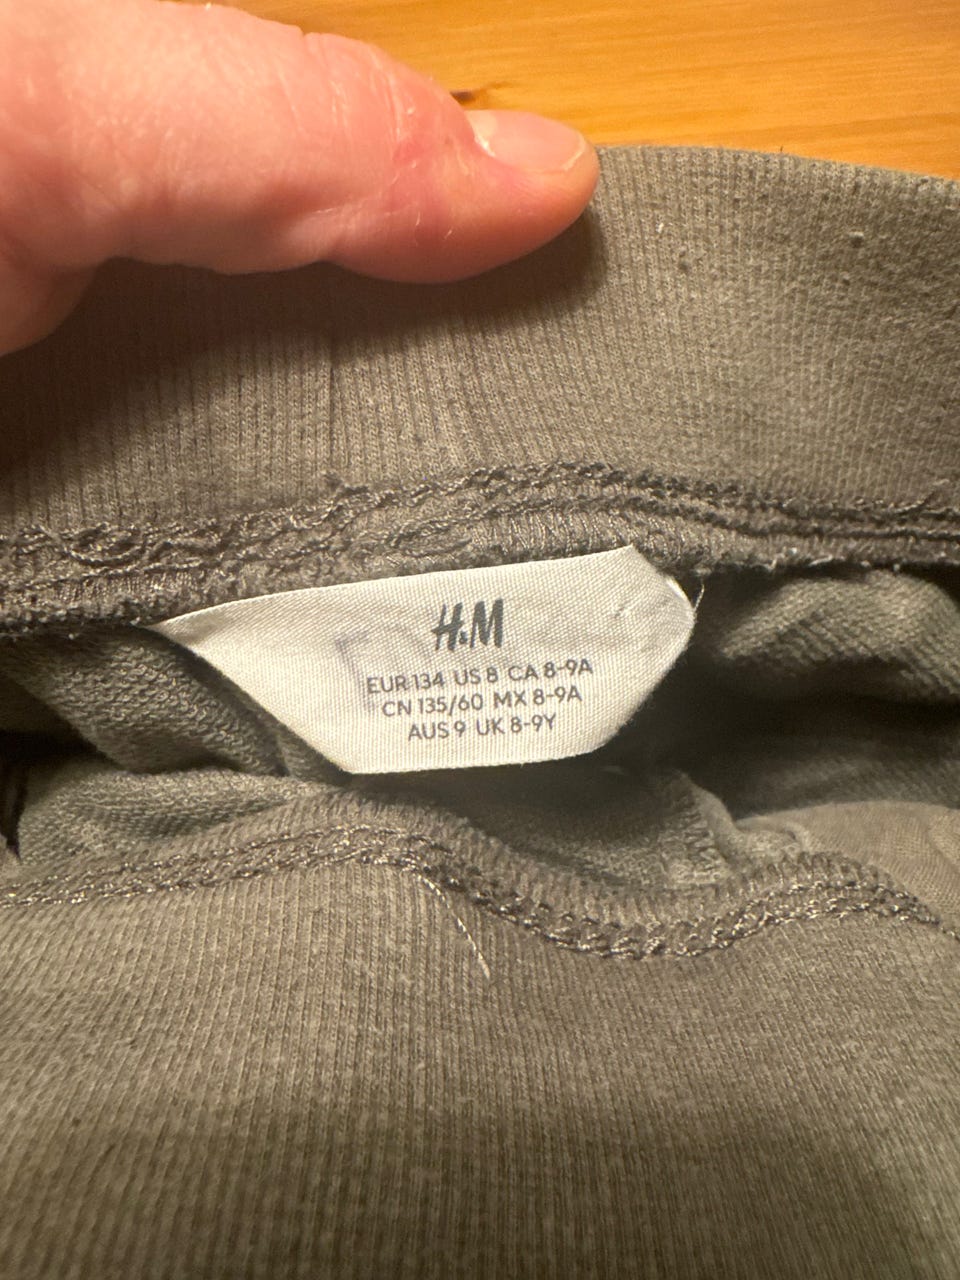 H&M
EUR 134 US 8 CA 8-9A
CN 135/60 MX 8-9A
AUS 9 UK 8-9Y